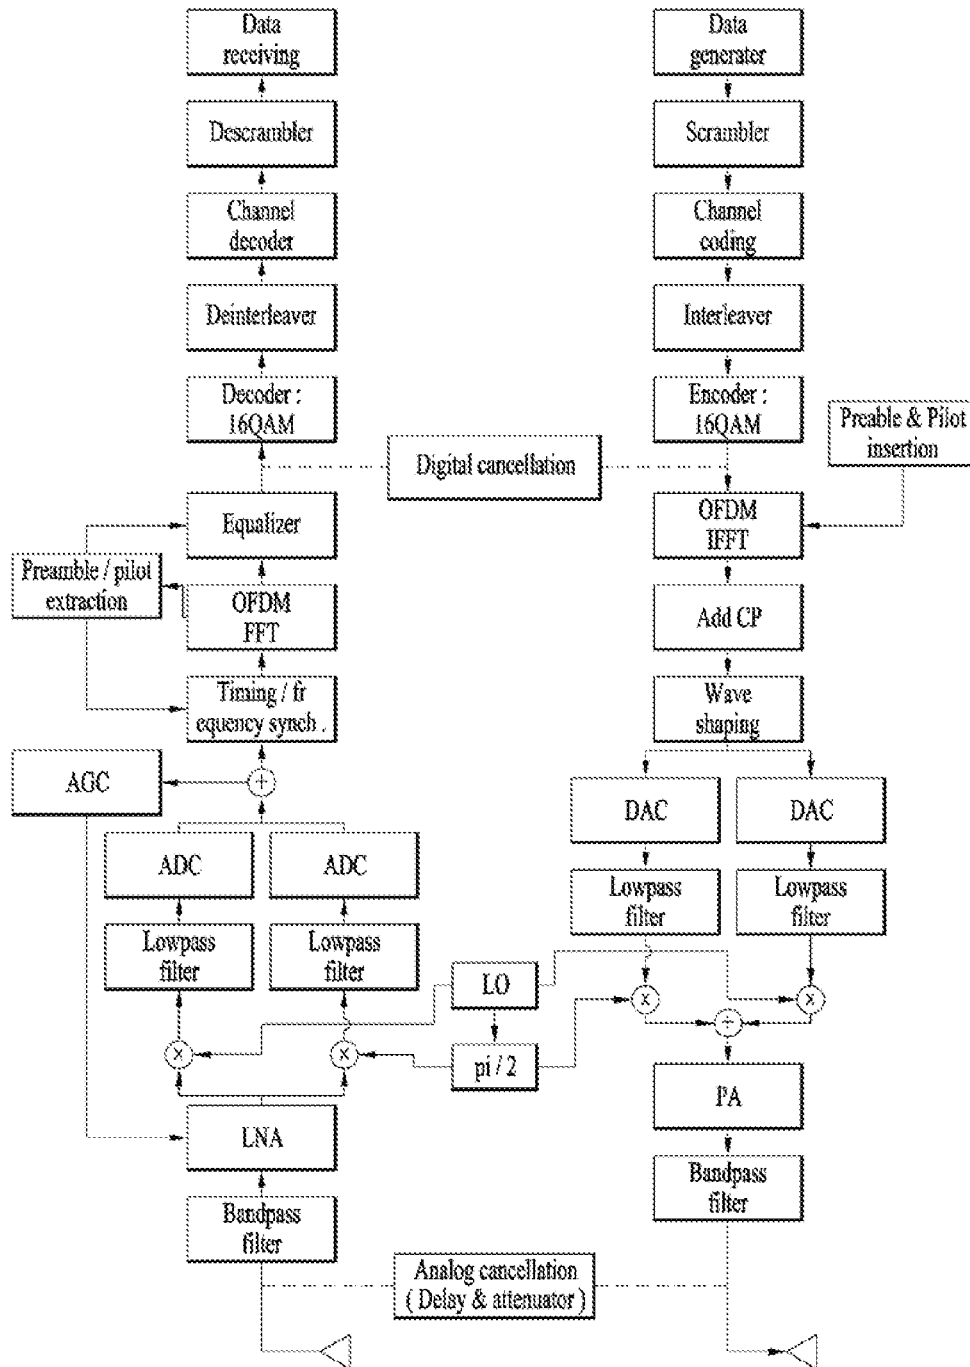 Data
receiving
Data
generater
Descrambler
Scrambler
Channel
decoder
Channel
coding
Deinterleaver
Interleaver
Decoder :
16QAM
Encoder :
16QAM
Preable & Pilot
insertion
Digital cancellation
Equalizer
OFDM
IFFT
Preamble / pilot
extraction
OFDM
FFT
Add CP
Timing / fr
equency synch .
Wave
shaping
AGC
+
DAC
DAC
ADC
ADC
Lowpass
filter
Lowpass
filter
Lowpass
filter
Lowpass
filter
LO
x
x
+
x
x
pi / 2
PA
LNA
Bandpass
filter
Bandpass
filter
Analog cancellation
( Delay & attenuator )